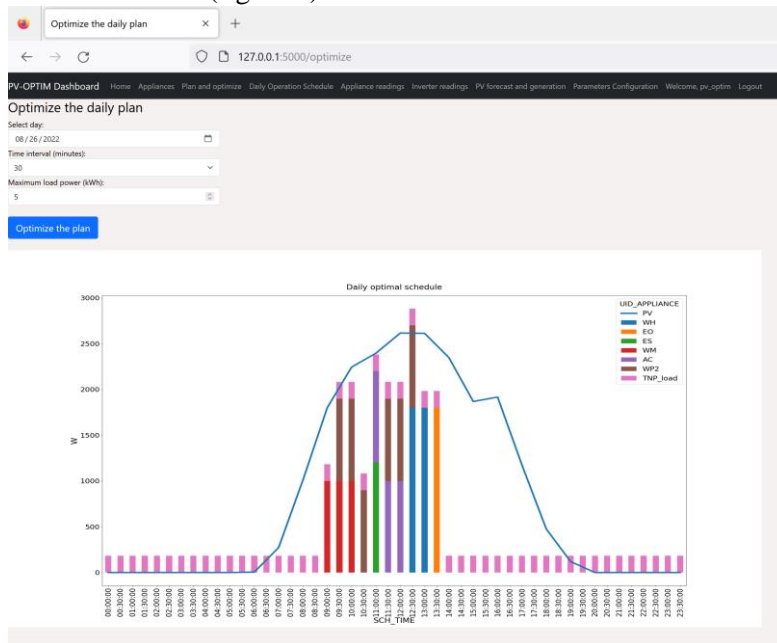 Optimize the daily plan × +
127.0.0.1:5000/optimize
PV-OPTIM Dashboard Home Appliances Plan and optimize Daily Operation Schedule Appliance readings Inverter readings PV forecast and generation Parameters Configuration Welcome, pv_optim Logout
Optimize the daily plan
Select day:
08/26/2022
Time interval (minutes):
30
Maximum load power (kWh):
5
Optimize the plan
Daily optimal schedule
3000
2500
2000
1500
1000
500
0
W
UID_APPLIANCE
PV
WH
EO
ES
WM
AC
WP2
TNP_load
00:00:00
00:30:00
01:00:00
01:30:00
02:00:00
02:30:00
03:00:00
03:30:00
04:00:00
04:30:00
05:00:00
05:30:00
06:00:00
06:30:00
07:00:00
07:30:00
08:00:00
08:30:00
09:00:00
09:30:00
10:00:00
10:30:00
11:00:00
11:30:00
12:00:00
12:30:00
13:00:00
13:30:00
14:00:00
14:30:00
15:00:00
15:30:00
16:00:00
16:30:00
17:00:00
17:30:00
18:00:00
18:30:00
19:00:00
19:30:00
20:00:00
20:30:00
21:00:00
21:30:00
22:00:00
22:30:00
23:00:00
23:30:00
SCH_TIME